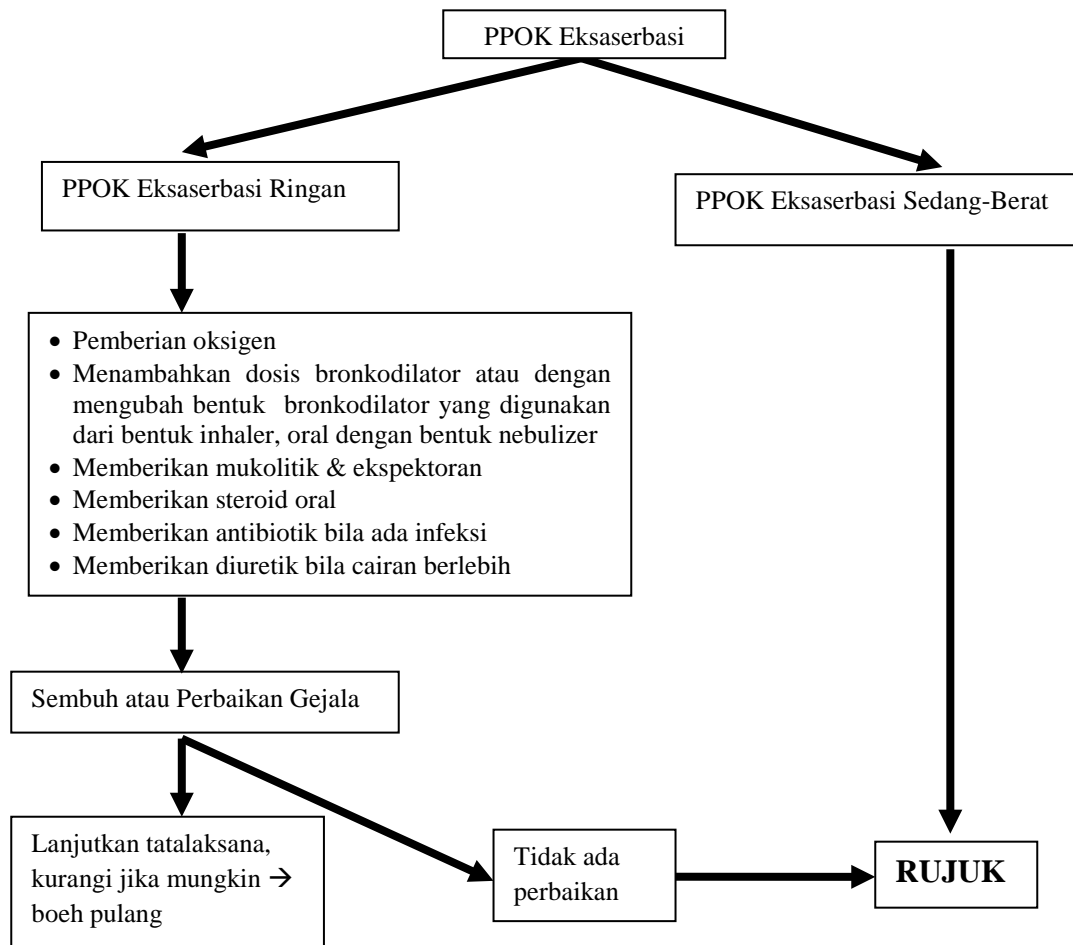 PPOK Eksaserbasi
PPOK Eksaserbasi Ringan
PPOK Eksaserbasi Sedang-Berat
• Pemberian oksigen
• Menambahkan dosis bronkodilator atau dengan
mengubah bentuk bronkodilator yang digunakan
dari bentuk inhaler, oral dengan bentuk nebulizer
• Memberikan mukolitik & ekspektoran
• Memberikan steroid oral
• Memberikan antibiotik bila ada infeksi
• Memberikan diuretik bila cairan berlebih
Sembuh atau Perbaikan Gejala
Lanjutkan tatalaksana,
kurangi jika mungkin →
boeh pulang
Tidak ada
perbaikan
RUJUK